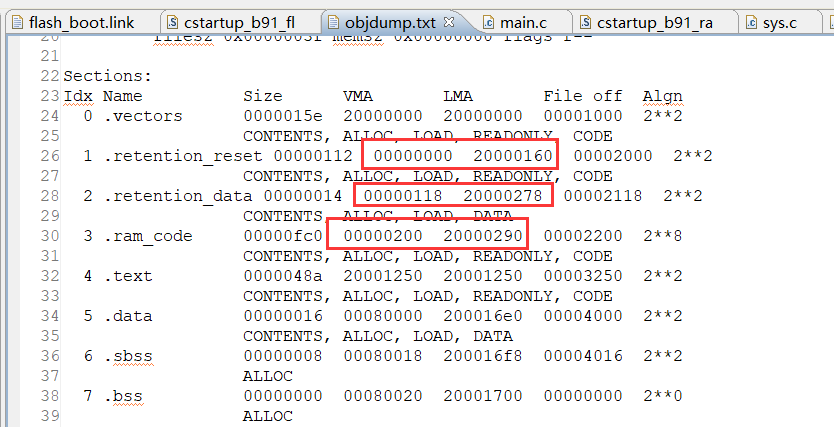 flash_boot.link cstartup_b91_fl objdump.txt main.c cstartup_b91_ra sys.c
20 filesz 0x0000031 memsz 0x00000000 flags r--
21
22 Sections:
23 Idx Name Size VMA LMA File off Algn
24 0 .vectors 0000015e 20000000 20000000 00001000 2**2
25 CONTENTS, ALLOC, LOAD, READONLY, CODE
26 1 .retention_reset 00000112 00000000 20000160 00002000 2**2
27 CONTENTS, ALLOC, LOAD, READONLY, CODE
28 2 .retention_data 00000014 00000118 20000278 00002118 2**2
29 CONTENTS, ALLOC, LOAD, DATA
30 3 .ram_code 00000fc0 00000200 20000290 00002200 2**8
31 CONTENTS, ALLOC, LOAD, READONLY, CODE
32 4 .text 0000048a 20001250 20001250 00003250 2**2
33 CONTENTS, ALLOC, LOAD, READONLY, CODE
34 5 .data 00000016 00080000 200016e0 00004000 2**2
35 CONTENTS, ALLOC, LOAD, DATA
36 6 .sbss 00000008 00080018 200016f8 00004016 2**2
37 ALLOC
38 7 .bss 00000000 00080020 20001700 00000000 2**0
39 ALLOC